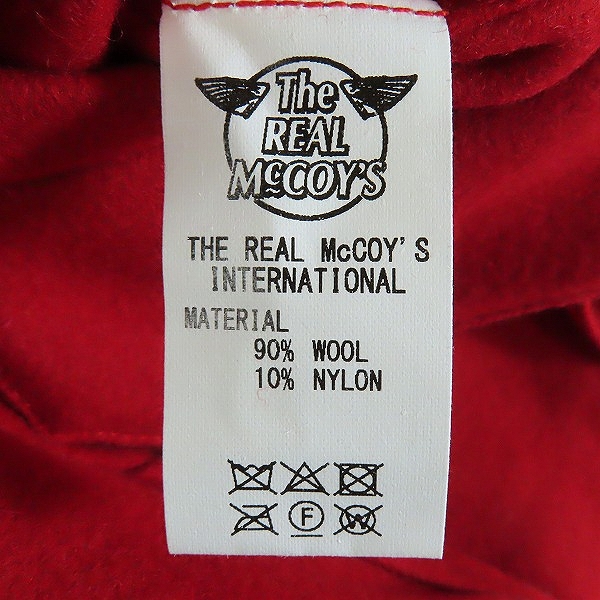 The
REAL
McCOY'S
THE REAL McCOY'S
INTERNATIONAL
MATERIAL
90% WOOL
10% NYLON
F
W